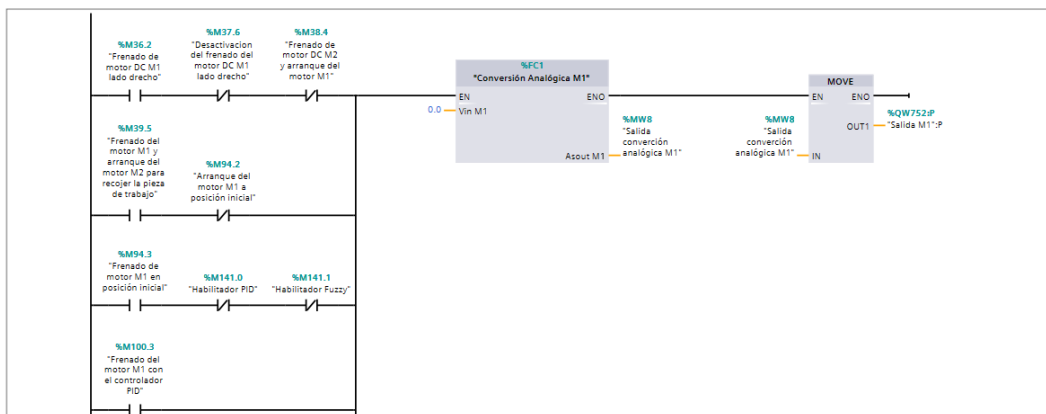 %M36.2
"Frenado de
motor DC M1
lado drecho"
%M37.6
"Desactivacion
del frenado del
motor DC M1
lado drecho"
%M38.4
"Frenado de
motor DC M2
y arranque del
motor M1"
%FC1
"Conversión Analógica M1"
EN
ENO
0.0
Vin M1
Asout M1
%MW8
"Salida
converción
analógica M1"
MOVE
EN
ENO
%MW8
"Salida
converción
analógica M1"
IN
OUT1
%QW752:P
"Salida M1":P
%M39.5
"Frenado del
motor M1 y
arranque del
motor M2 para
recojer la pieza
de trabajo"
%M94.2
"Arranque del
motor M1 a
posición inicial"
%M94.3
"Frenado de
motor M1 en
posición inicial"
%M141.0
"Habilitador PID"
%M141.1
"Habilitador Fuzzy"
%M100.3
"Frenado del
motor M1 con
el controlador
PID"